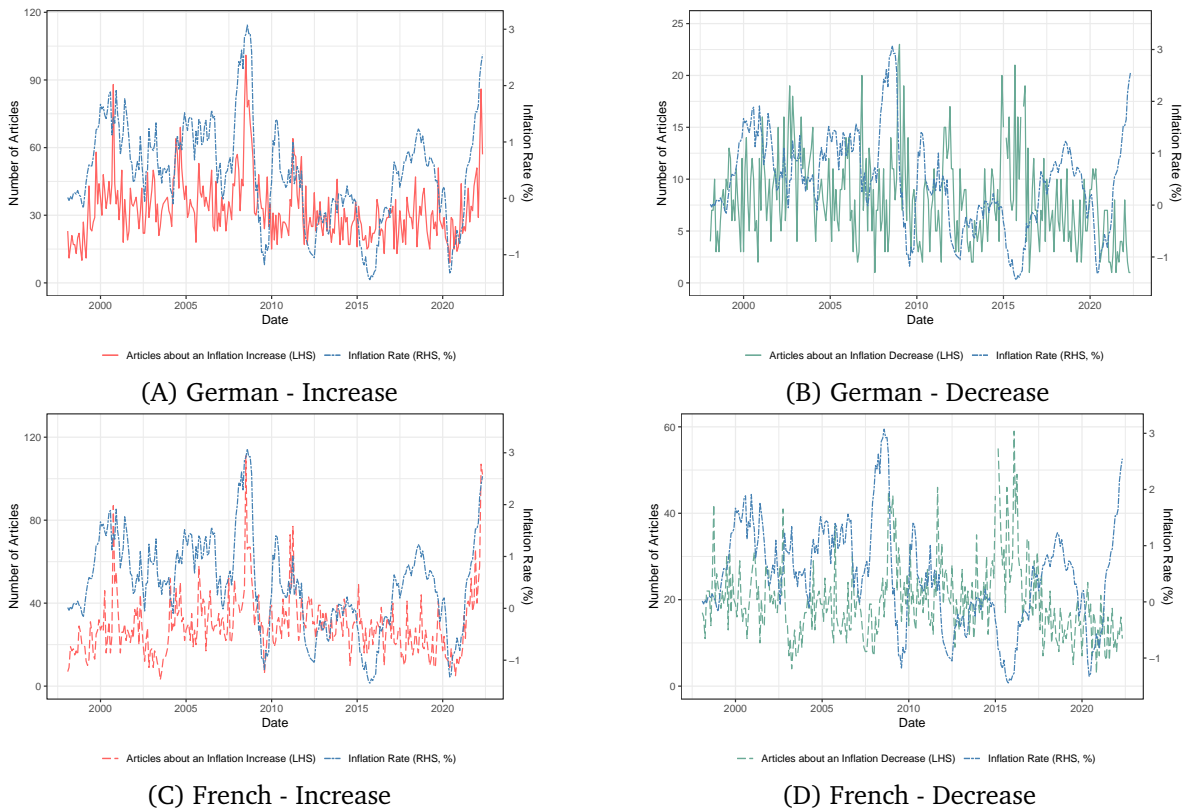 120
90
60
30
0
Number of Articles
3
2
1
0
−1
Inflation Rate (%)
2000 2005 2010 2015 2020
Date
Articles about an Inflation Increase (LHS) Inflation Rate (RHS, %)
(A) German - Increase
25
20
15
10
5
0
Number of Articles
3
2
1
0
−1
Inflation Rate (%)
2000 2005 2010 2015 2020
Date
Articles about an Inflation Decrease (LHS) Inflation Rate (RHS, %)
(B) German - Decrease
120
80
40
0
Number of Articles
3
2
1
0
−1
Inflation Rate (%)
2000 2005 2010 2015 2020
Date
Articles about an Inflation Increase (LHS) Inflation Rate (RHS, %)
(C) French - Increase
60
40
20
0
Number of Articles
3
2
1
0
−1
Inflation Rate (%)
2000 2005 2010 2015 2020
Date
Articles about an Inflation Decrease (LHS) Inflation Rate (RHS, %)
(D) French - Decrease